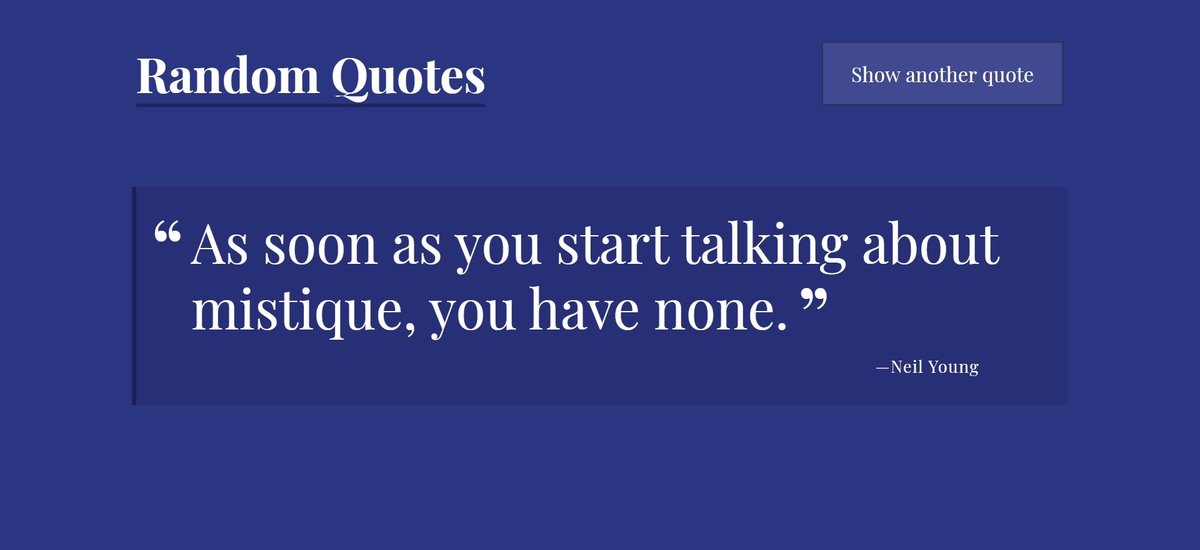 Random Quotes
Show another quote
“ As soon as you start talking about
mistique, you have none. ”
—Neil Young